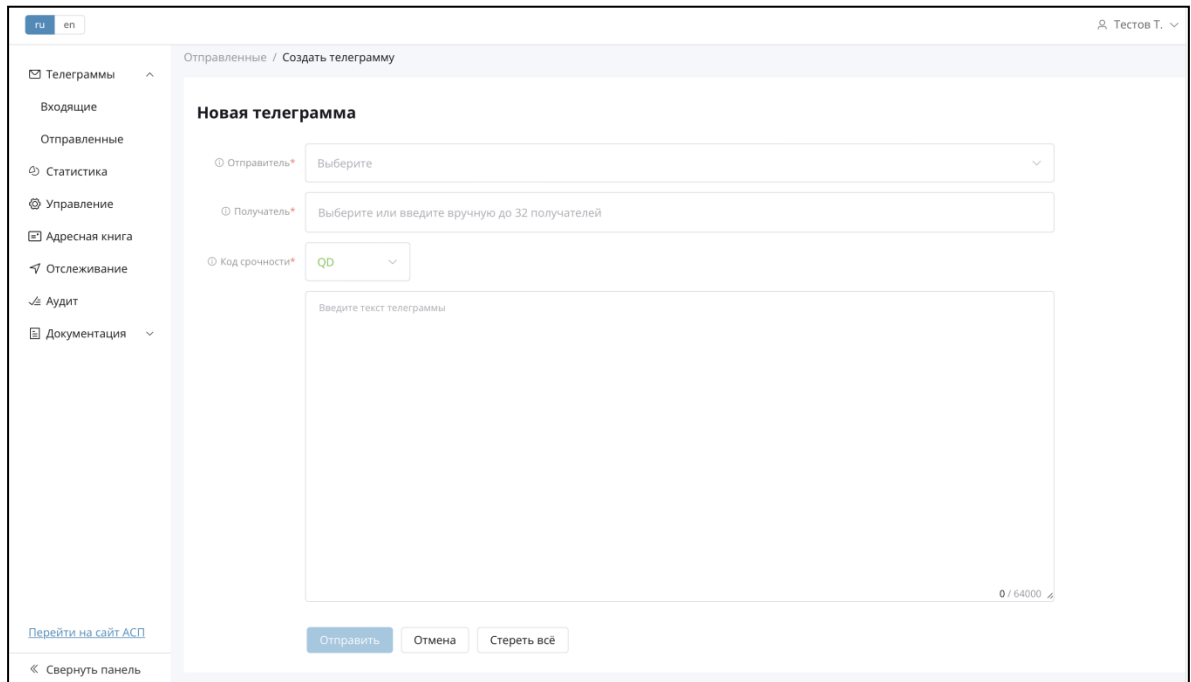 ru en
Тестов Т.
Отправленные / Создать телеграмму
Телеграммы
Входящие
Отправленные
Статистика
Управление
Адресная книга
Отслеживание
Аудит
Документация
Перейти на сайт АСП
Свернуть панель
Новая телеграмма
Отправитель* Выберите
Получатель* Выберите или введите вручную до 32 получателей
Код срочности* QD
Введите текст телеграммы
0 / 64000
Отправить Отмена Стереть всё